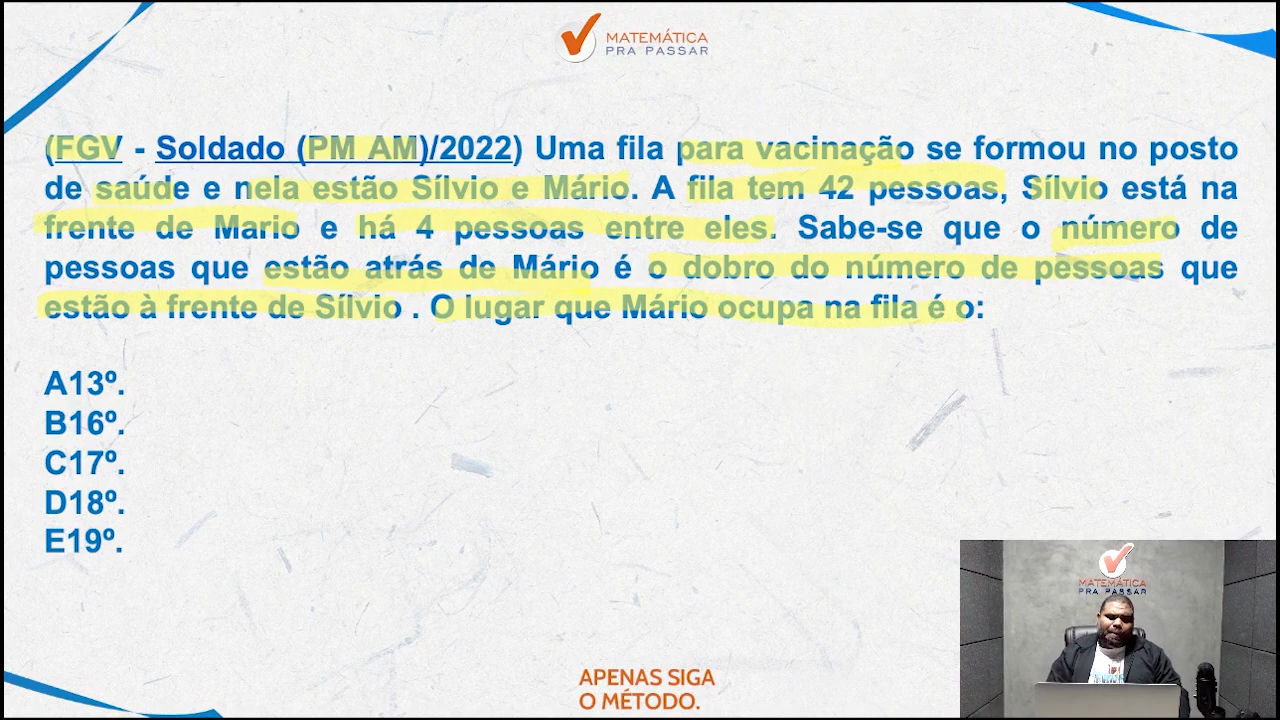 MATEMÁTICA
PRA PASSAR
(FGV - Soldado (PM AM)/2022) Uma fila para vacinação se formou no posto
de saúde e nela estão Sílvio e Mário. A fila tem 42 pessoas, Sílvio está na
frente de Mario e há 4 pessoas entre eles. Sabe-se que o número de
pessoas que estão atrás de Mário é o dobro do número de pessoas que
estão à frente de Sílvio . O lugar que Mário ocupa na fila é o:
A13º.
B16º.
C17º.
D18º.
E19º.
MATEMÁTICA
PRA PASSAR
APENAS SIGA
O MÉTODO.